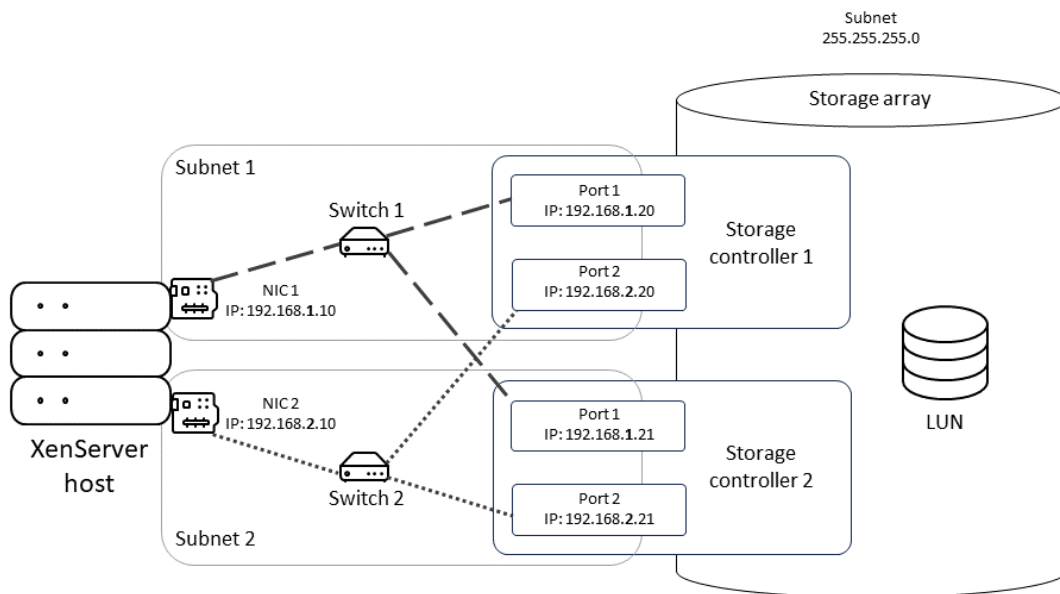 Subnet
255.255.255.0
Storage array
Subnet 1
Port 1
IP: 192.168.1.20
Switch 1
Storage
controller 1
Port 2
IP: 192.168.2.20
NIC 1
IP: 192.168.1.10
NIC 2
IP: 192.168.2.10
Port 1
IP: 192.168.1.21
LUN
XenServer
host
Storage
controller 2
Switch 2
Port 2
IP: 192.168.2.21
Subnet 2